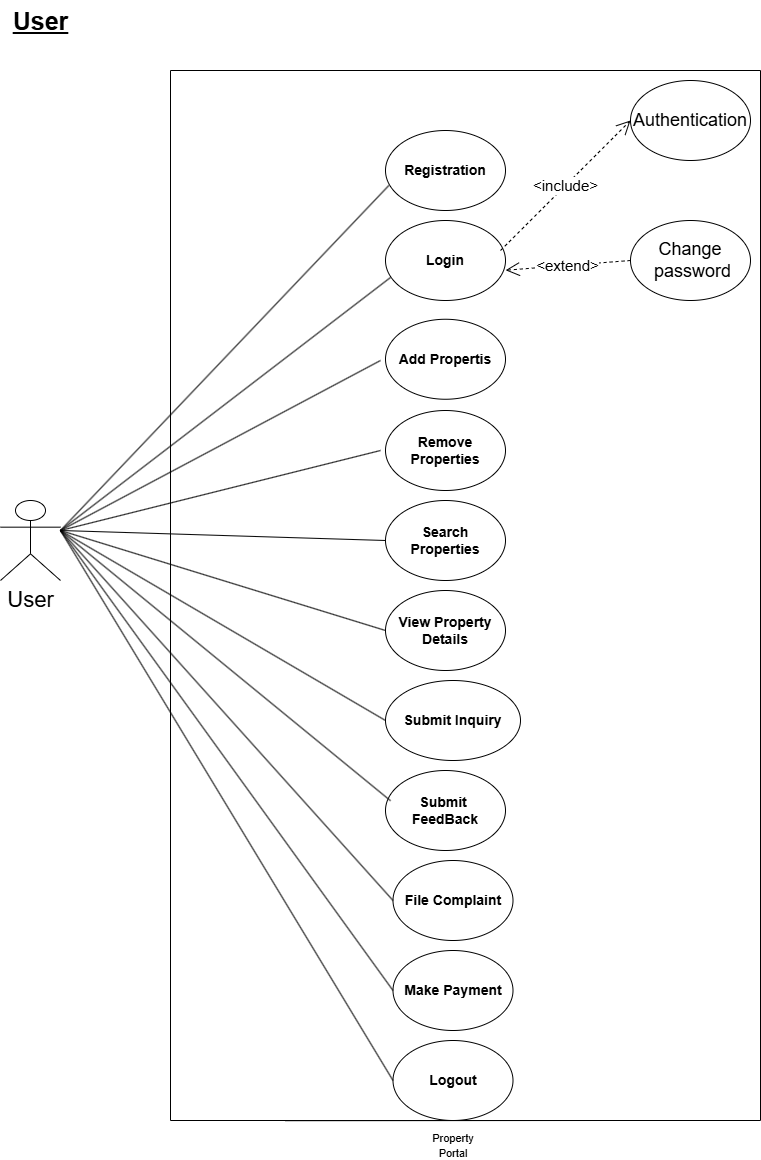 User
Authentication
Registration
<include>
Login
<extend>
Change
password
Add Propertis
Remove
Properties
Search
Properties
User
View Property
Details
Submit Inquiry
Submit
FeedBack
File Complaint
Make Payment
Logout
Property
Portal